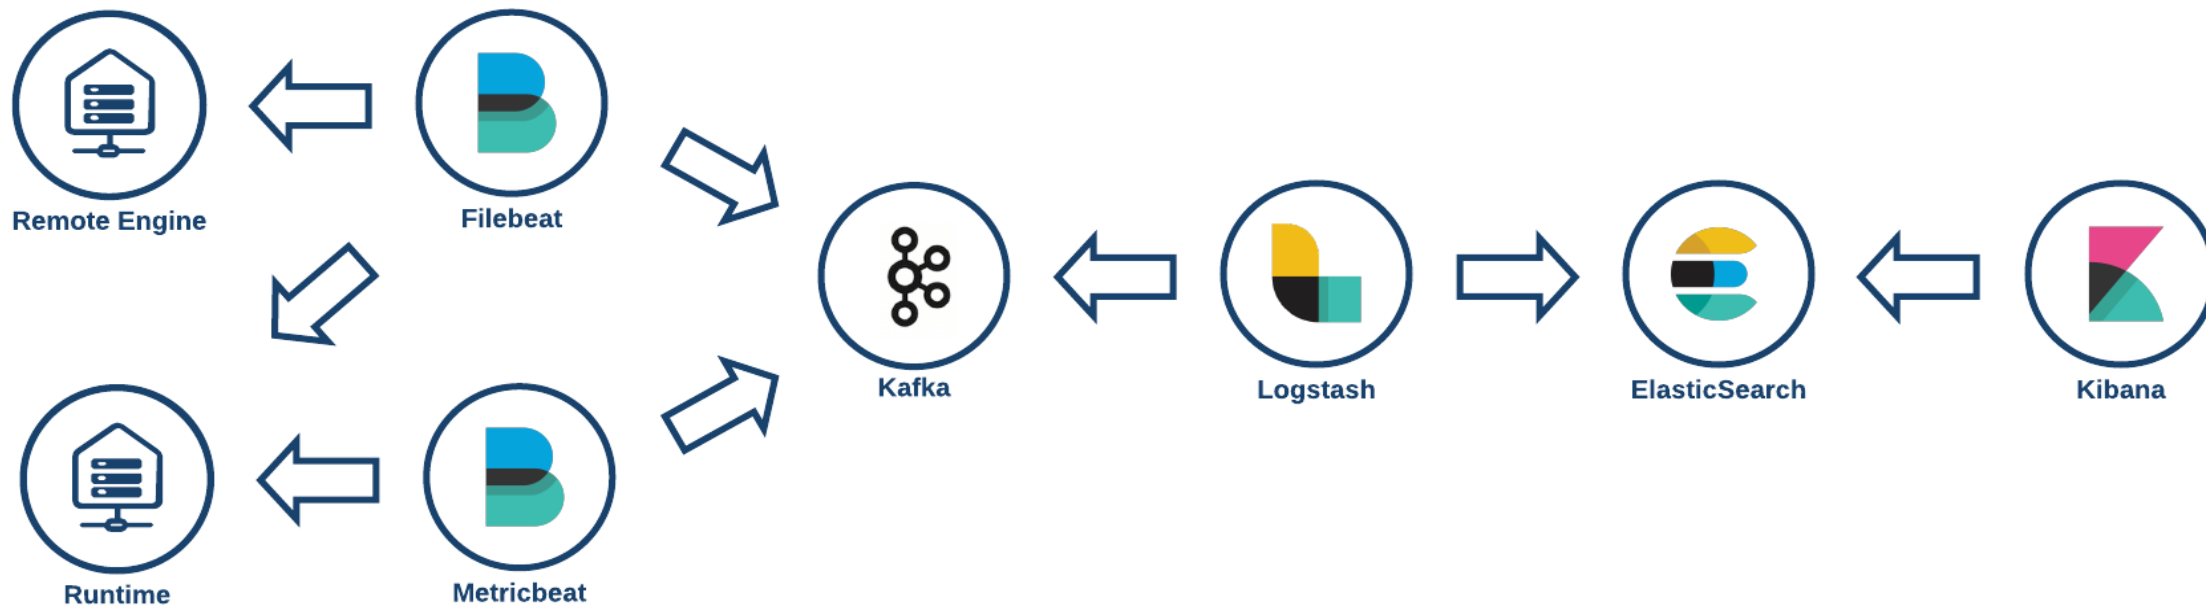 Remote Engine
Filebeat
Kafka
Logstash
ElasticSearch
Kibana
Runtime
Metricbeat